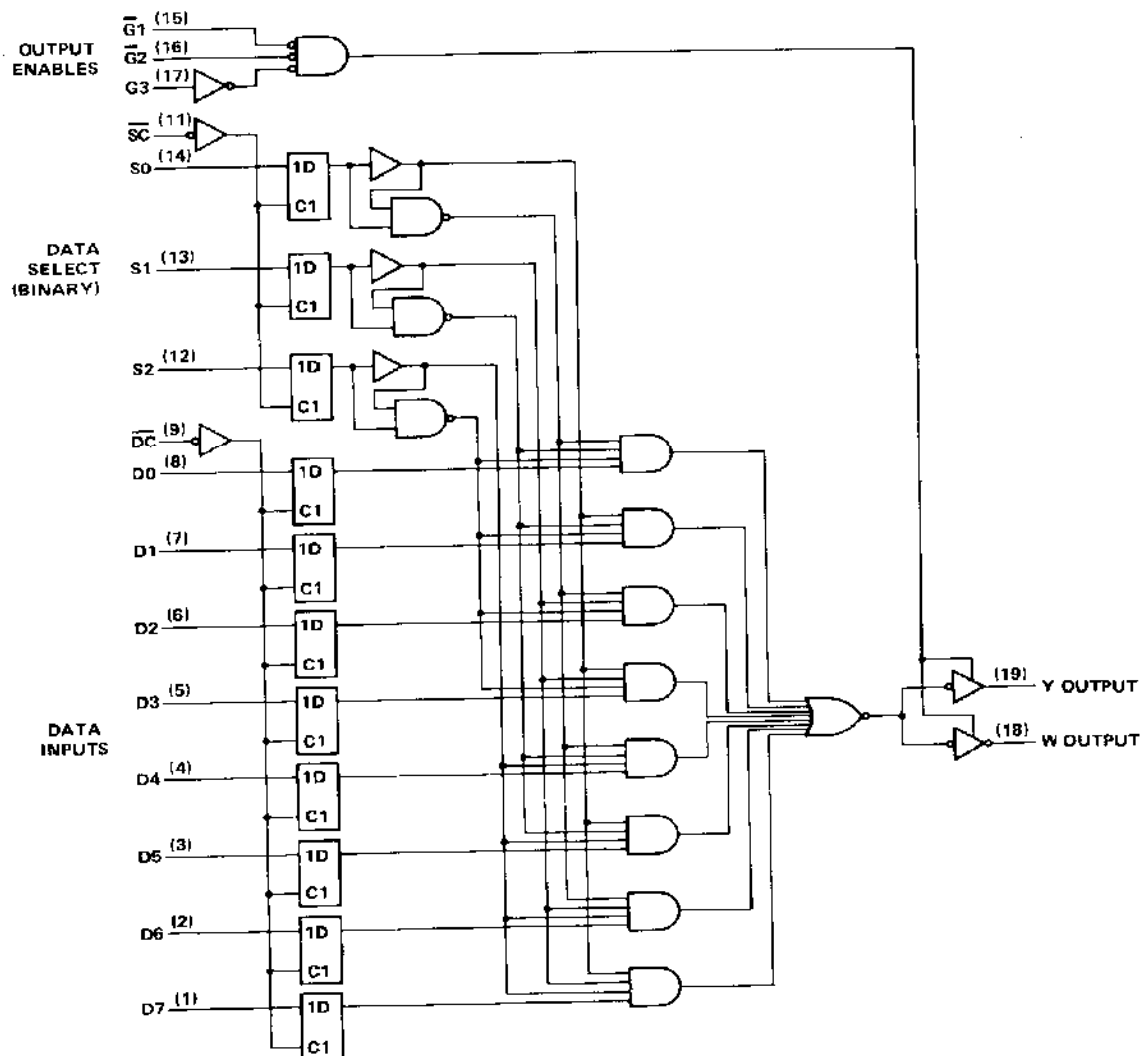 G̅1 (15)
OUTPUT ENABLES
G̅2 (16)
G3 (17)
S̅C̅ (11)
S0 (14)
1D
C1
DATA SELECT (BINARY)
S1 (13)
1D
C1
S2 (12)
1D
C1
D̅C̅ (9)
D0 (8)
1D
C1
D1 (7)
1D
C1
D2 (6)
1D
C1
D3 (5)
1D
C1
DATA INPUTS
D4 (4)
1D
C1
D5 (3)
1D
C1
D6 (2)
1D
C1
D7 (1)
1D
C1
(19) Y OUTPUT
(18) W OUTPUT